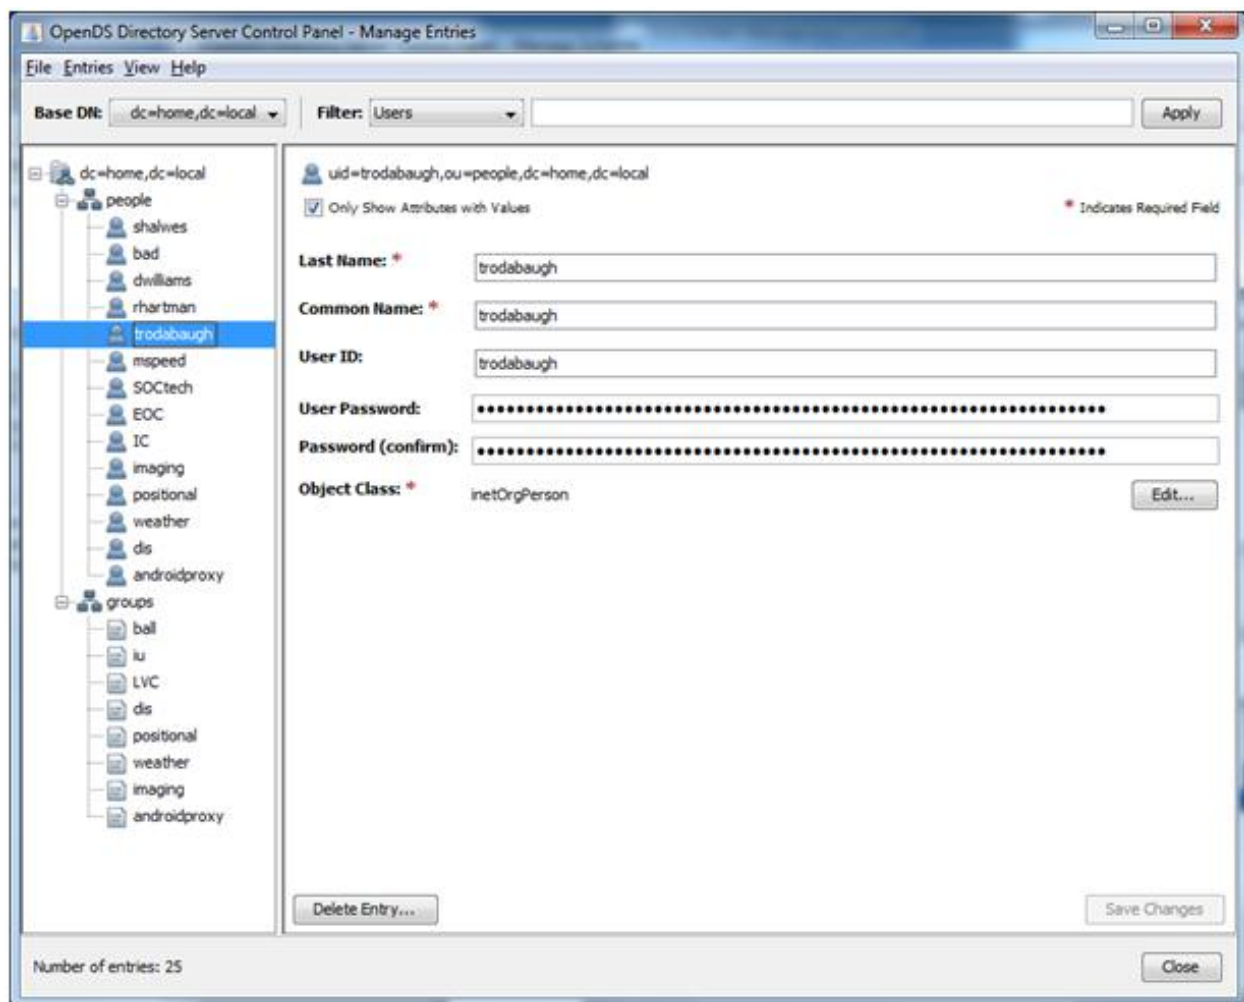 OpenDS Directory Server Control Panel - Manage Entries
File Entries View Help
Base DN: dc=home,dc=local Filter: Users Apply
dc=home,dc=local
people
shalwes
bad
dwilliams
rhartman
trodabaugh
mspeed
SOCtech
EOC
IC
imaging
positional
weather
dis
androidproxy
groups
ball
iu
LVC
dis
positional
weather
imaging
androidproxy
uid=trodabaugh,ou=people,dc=home,dc=local
Only Show Attributes with Values * Indicates Required Field
Last Name: * trodabaugh
Common Name: * trodabaugh
User ID: trodabaugh
User Password:
Password (confirm):
Object Class: * inetOrgPerson Edit...
Delete Entry... Save Changes
Number of entries: 25 Close